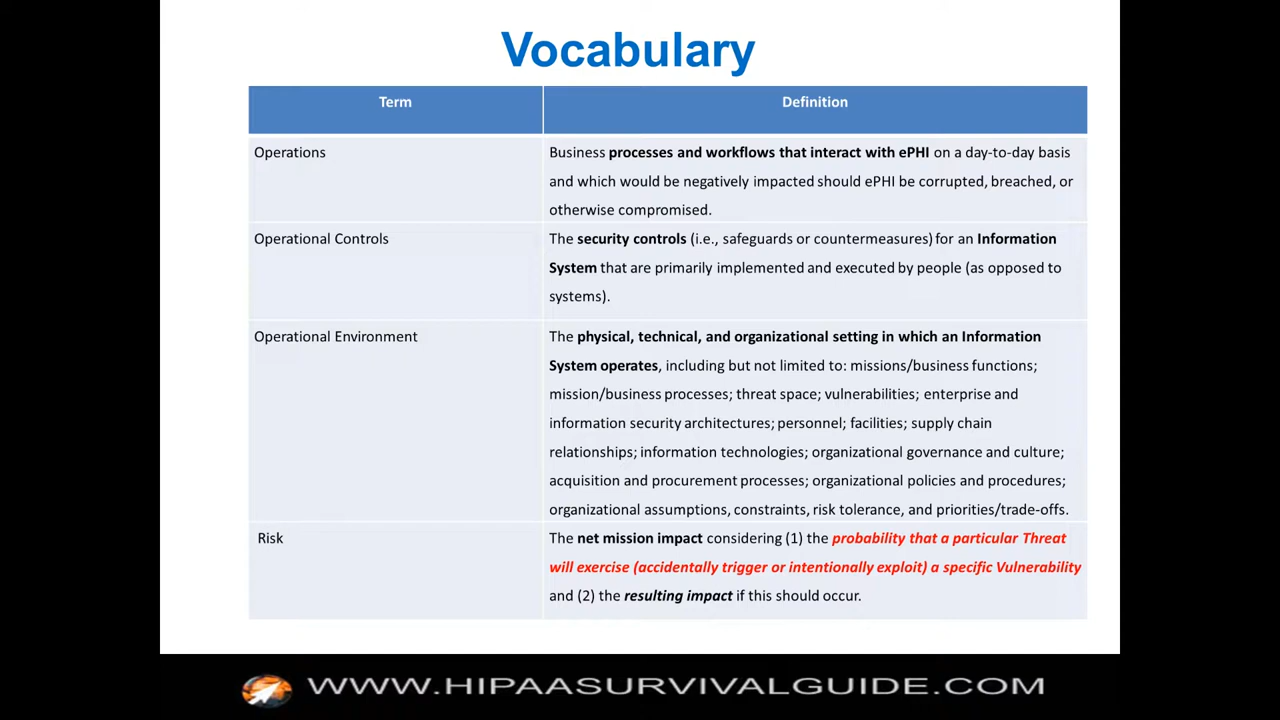 Vocabulary
Term
Definition
Operations
Business processes and workflows that interact with ePHI on a day-to-day basis
and which would be negatively impacted should ePHI be corrupted, breached, or
otherwise compromised.
Operational Controls
The security controls (i.e., safeguards or countermeasures) for an Information
System that are primarily implemented and executed by people (as opposed to
systems).
Operational Environment
The physical, technical, and organizational setting in which an Information
System operates, including but not limited to: missions/business functions;
mission/business processes; threat space; vulnerabilities; enterprise and
information security architectures; personnel; facilities; supply chain
relationships; information technologies; organizational governance and culture;
acquisition and procurement processes; organizational policies and procedures;
organizational assumptions, constraints, risk tolerance, and priorities/trade-offs.
Risk
The net mission impact considering (1) the probability that a particular Threat
will exercise (accidentally trigger or intentionally exploit) a specific Vulnerability
and (2) the resulting impact if this should occur.
WWW.HIPAASURVIVALGUIDE.COM